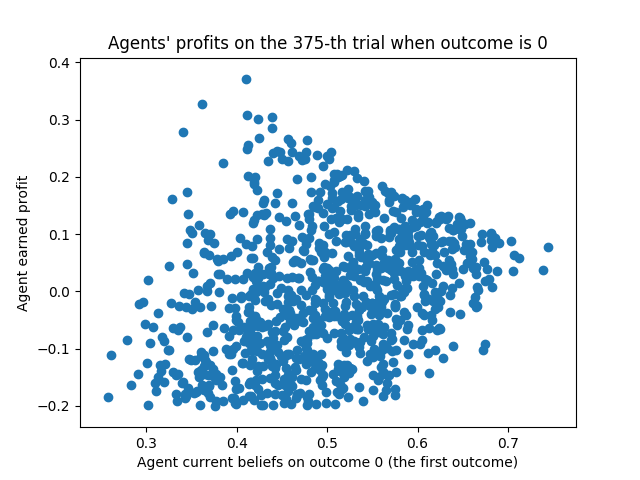 Agents' profits on the 375-th trial when outcome is 0
0.4
0.3
0.2
0.1
0.0
−0.1
−0.2
Agent earned profit
0.3 0.4 0.5 0.6 0.7
Agent current beliefs on outcome 0 (the first outcome)